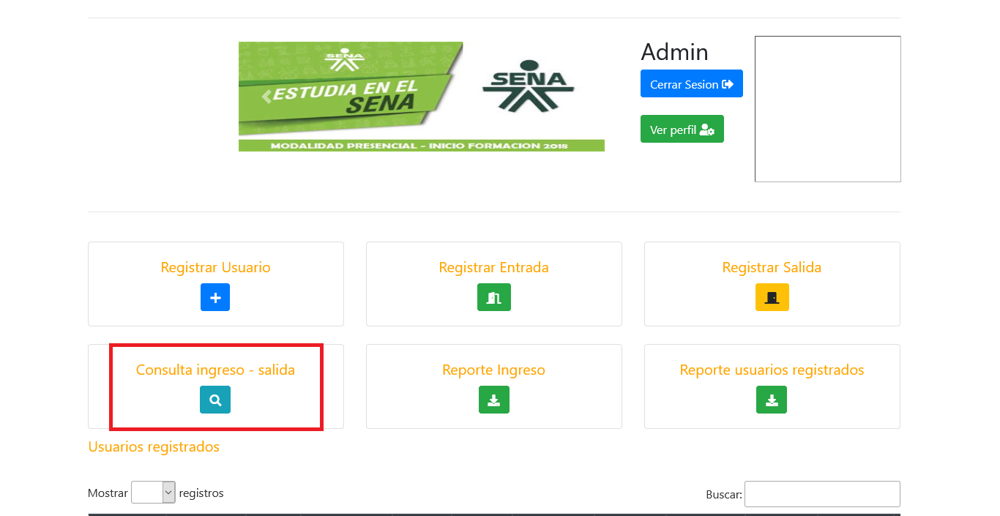 SENA
ESTUDIA EN EL
SENA
SENA
MODALIDAD PRESENCIAL - INICIO FORMACION 2018
Admin
Cerrar Sesion
Ver perfil
Registrar Usuario
Registrar Entrada
Registrar Salida
Consulta ingreso - salida
Reporte Ingreso
Reporte usuarios registrados
Usuarios registrados
Mostrar registros
Buscar: